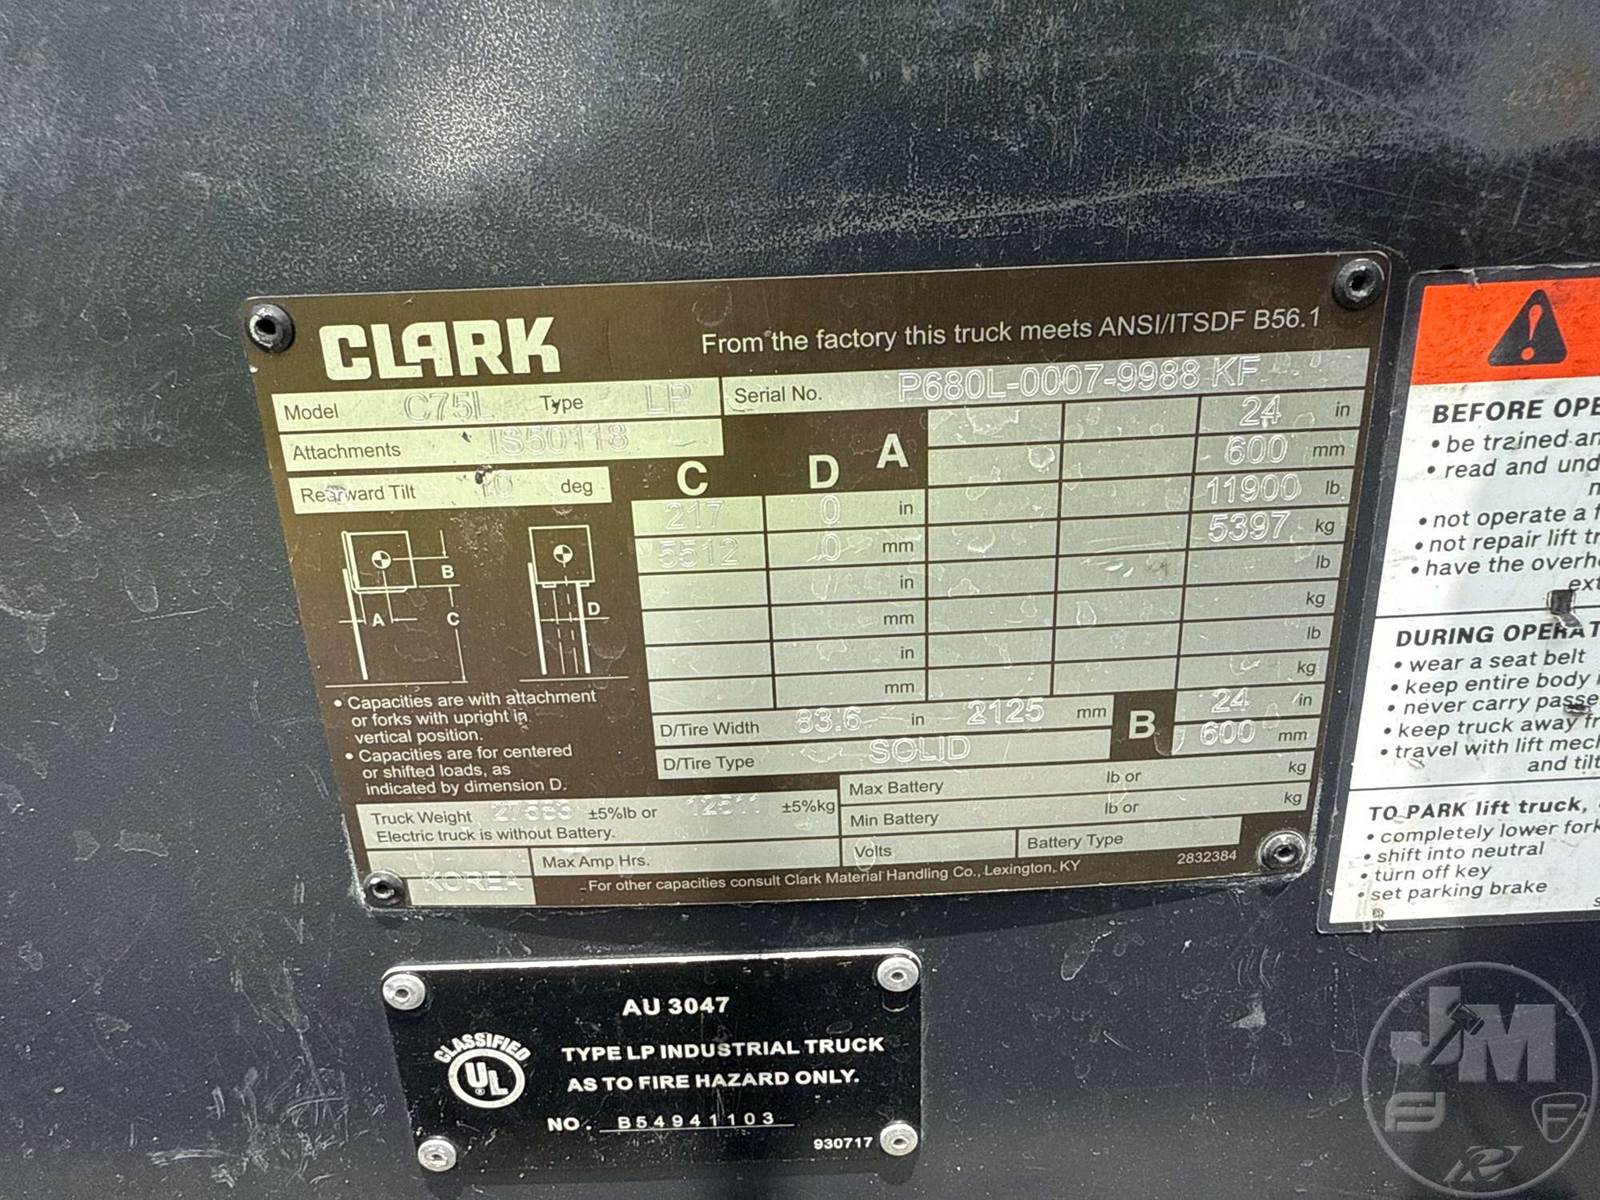 CLARK
From the factory this truck meets ANSI/ITSDF B56.1
Model C75L Type LP
Serial No. P680L-0007-9988 KF
Attachments IS50118
Rearward Tilt 10 deg
C D A
24 in
600 mm
217 0 in 11900 lb
5512 0 mm 5397 kg
in lb
mm kg
in lb
mm kg
B
A C
D
• Capacities are with attachment
or forks with upright in
vertical position.
• Capacities are for centered
or shifted loads, as
indicated by dimension D.
D/Tire Width 83.6 in 2125 mm
B 24 in
600 mm
D/Tire Type SOLID
Truck Weight ±5%lb or ±5%kg
Electric truck is without Battery.
Max Battery lb or kg
Min Battery lb or kg
Max Amp Hrs. Volts Battery Type
KOREA
For other capacities consult Clark Material Handling Co., Lexington, KY
2832384
AU 3047
CLASSIFIED
UL
TYPE LP INDUSTRIAL TRUCK
AS TO FIRE HAZARD ONLY.
NO. B54941103
930717
BEFORE OPE
• be trained an
• read and und
• not operate a f
• not repair lift tr
• have the overhe
ext
DURING OPERAT
• wear a seat belt
• keep entire body
• never carry passe
• keep truck away fr
• travel with lift mech
and tilt
TO PARK lift truck,
• completely lower fork
• shift into neutral
• turn off key
• set parking brake
JM